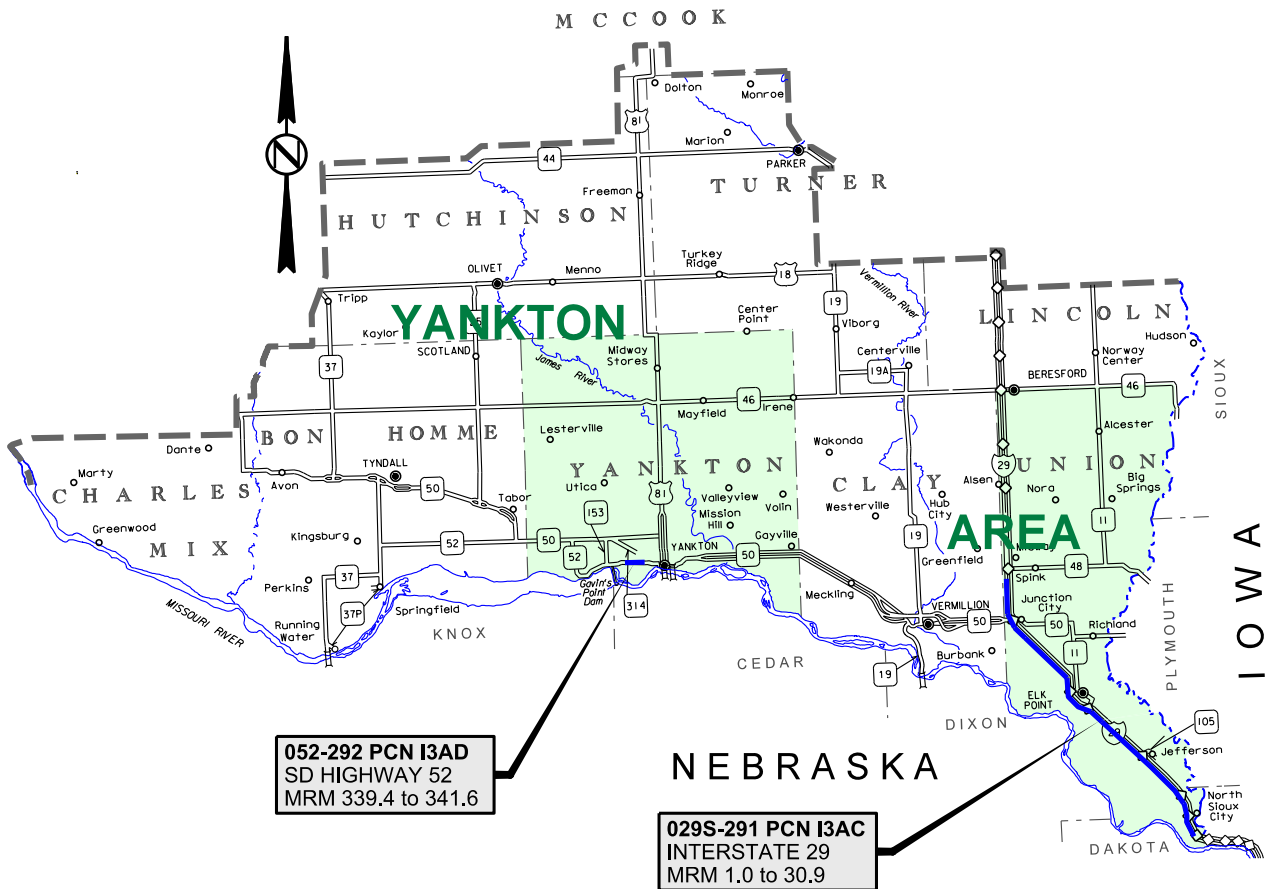 MCCOOK
Dolton
Monroe
81
Marion
N
44
PARKER
Freeman
TURNER
HUTCHINSON
Turkey
Ridge
OLIVET
Menno
18
Vermillion River
Tripp
19
LINCOLN
YANKTON
Center
Point
Kaylor
Viborg
Hudson
SCOTLAND
Midway
Stores
Centerville
Norway
Center
James
River
37
19A
SIOUX
BERESFORD
46
Mayfield
46
Irene
BON HOMME
Lesterville
Alcester
Dante
Wakonda
TYNDALL
YANKTON
29
UNION
Marty
Avon
Utica
81
CLAY
Alsen
Big
Springs
CHARLES
50
Tabor
Valleyview
Volin
Hub
City
Nora
Mission
Hill
Westerville
153
11
AREA
Greenwood
Kingsburg
52
50
YANKTON
50
Gayville
19
Greenfield
MIX
52
Spink
48
IOWA
Perkins
37
Gavin's
Point
Dam
Meckling
Junction
City
MISSOURI RIVER
37P
Springfield
314
VERMILLION
50
50
Richland
Running
Water
KNOX
Burbank
11
PLYMOUTH
CEDAR
19
ELK
POINT
DIXON
105
052-292 PCN I3AD
SD HIGHWAY 52
MRM 339.4 to 341.6
NEBRASKA
Jefferson
North
Sioux
City
029S-291 PCN I3AC
INTERSTATE 29
MRM 1.0 to 30.9
DAKOTA